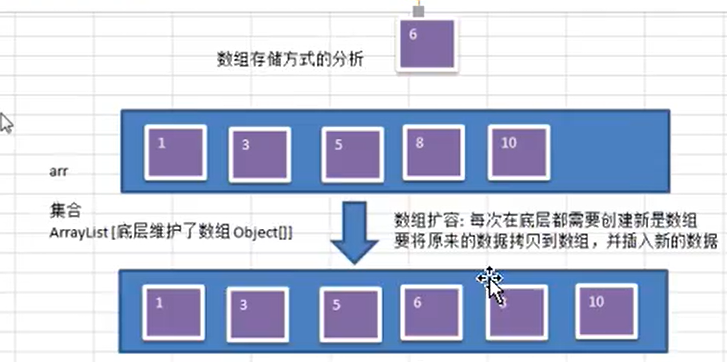 6
数组存储方式的分析
1 3 5 8 10
arr
集合
ArrayList [底层维护了数组 Object[]]
数组扩容: 每次在底层都需要创建新是数组
要将原来的数据拷贝到数组，并插入新的数据
1 3 5 6 8 10